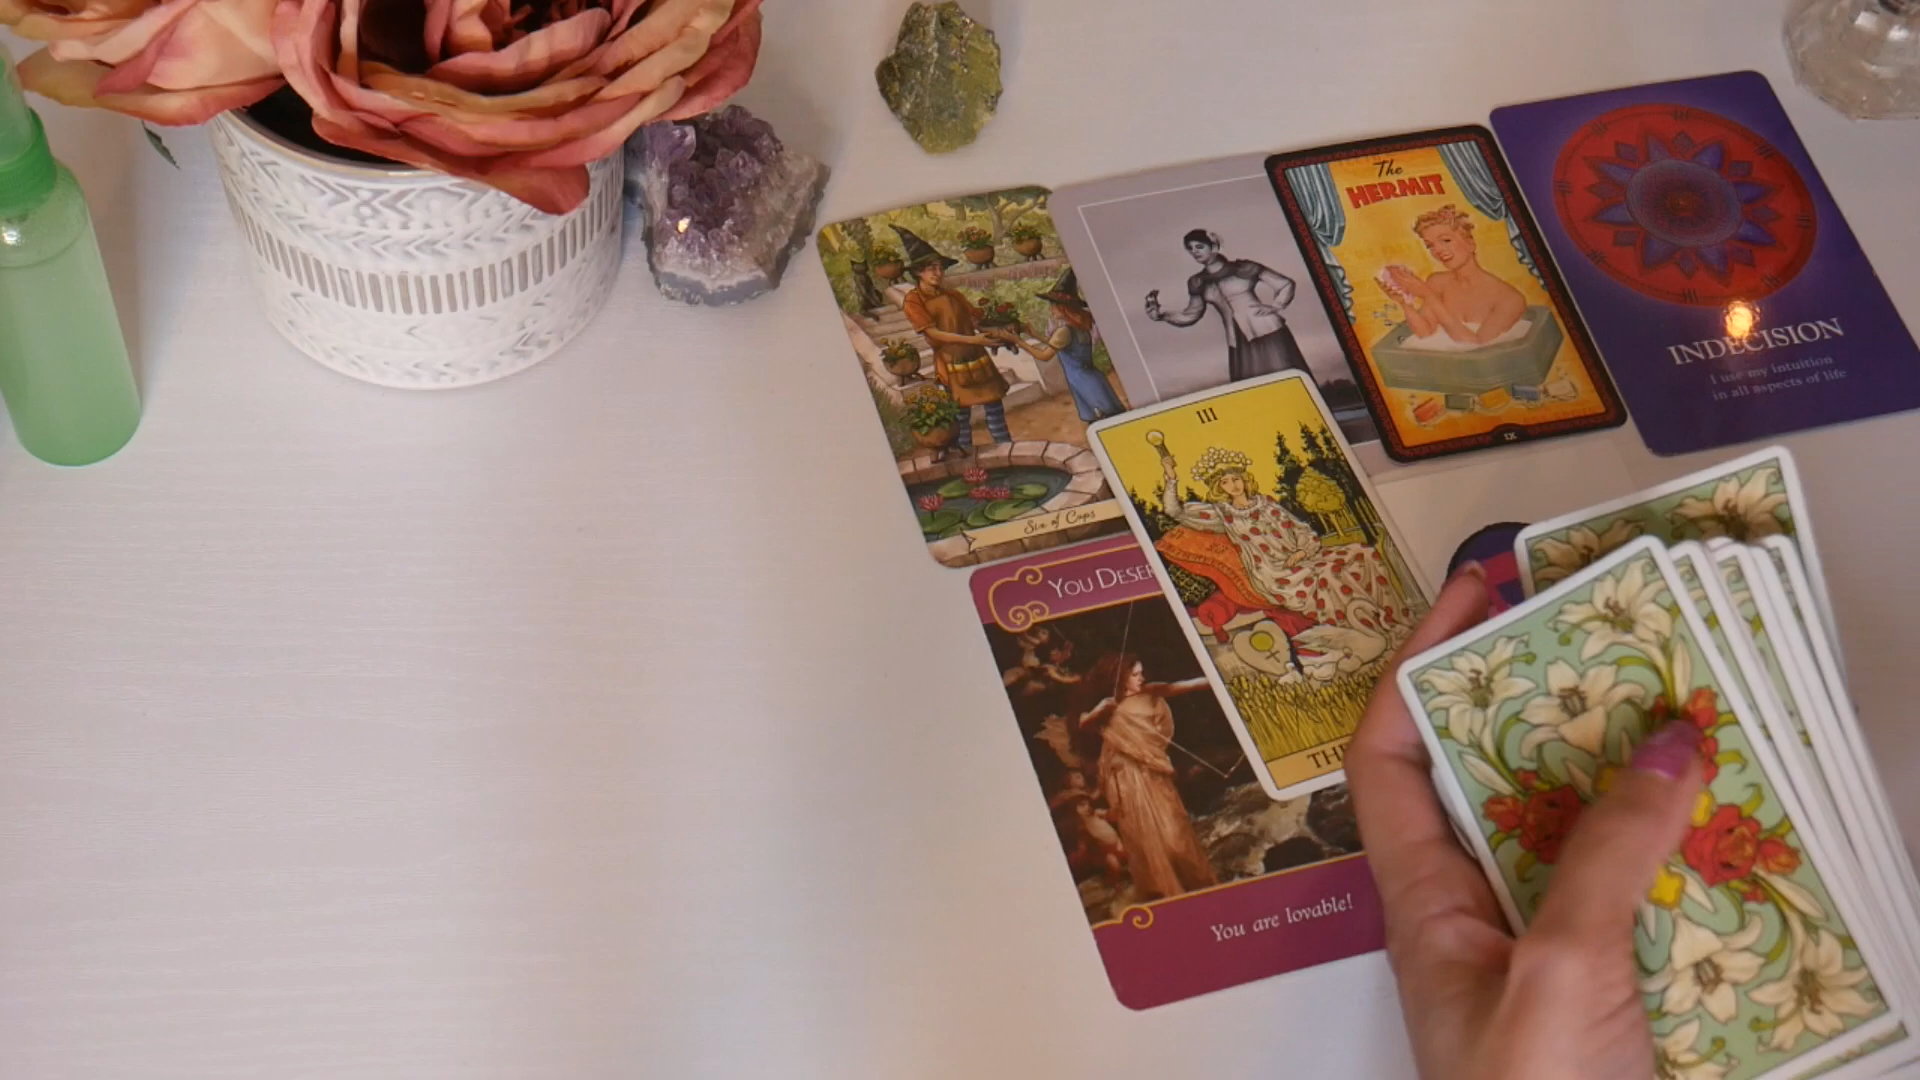 The
HERMIT
IX
INDECISION
I use my intuition
in all aspects of life
Six of Cups
III
YOU DESER
You are lovable!